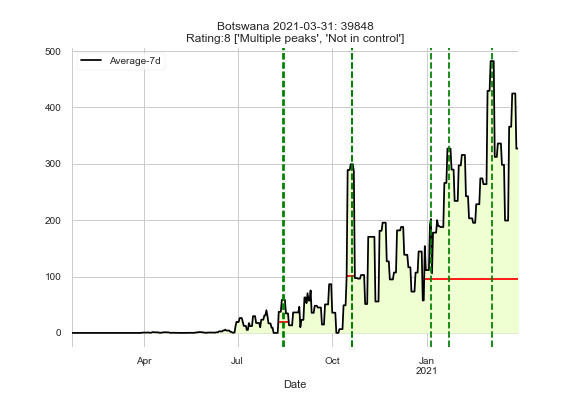 Botswana 2021-03-31: 39848
Rating:8 ['Multiple peaks', 'Not in control']
500
Average-7d
400
300
200
100
0
Apr
Jul
Oct
Jan
2021
Date